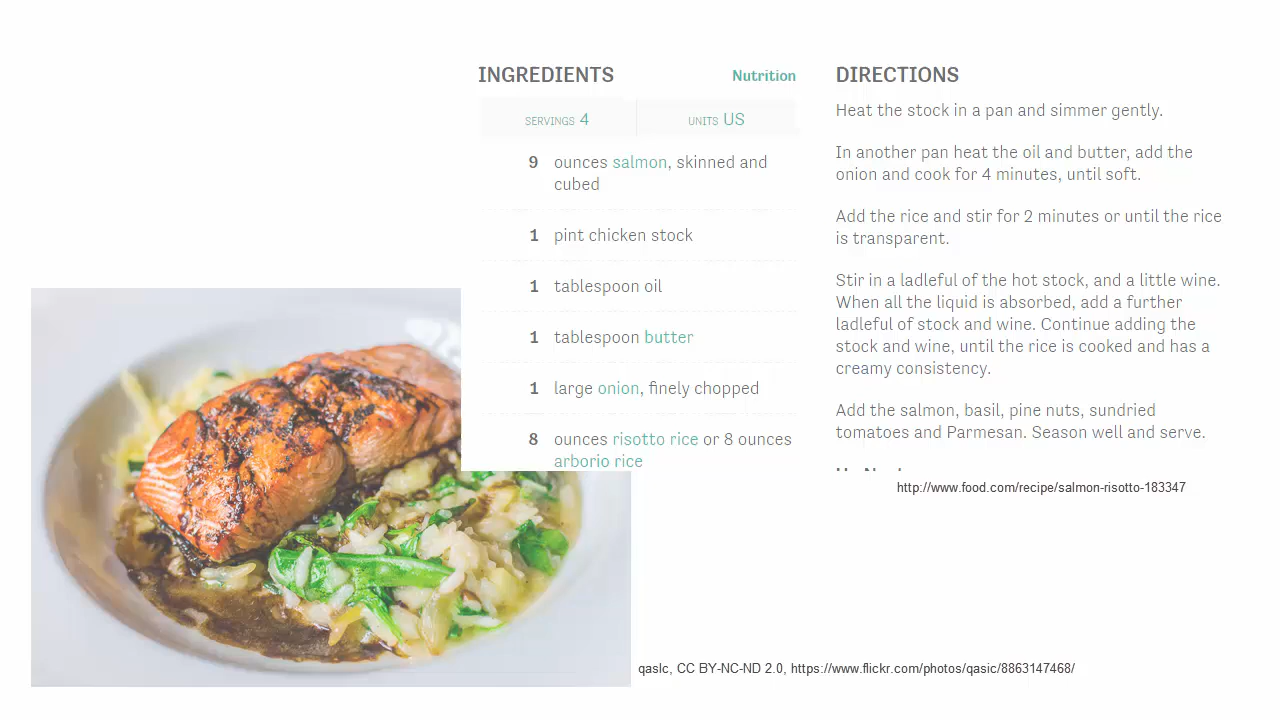 INGREDIENTS
Nutrition
SERVINGS 4
UNITS US
9 ounces salmon, skinned and
cubed
1 pint chicken stock
1 tablespoon oil
1 tablespoon butter
1 large onion, finely chopped
8 ounces risotto rice or 8 ounces
arborio rice
DIRECTIONS
Heat the stock in a pan and simmer gently.
In another pan heat the oil and butter, add the
onion and cook for 4 minutes, until soft.
Add the rice and stir for 2 minutes or until the rice
is transparent.
Stir in a ladleful of the hot stock, and a little wine.
When all the liquid is absorbed, add a further
ladleful of stock and wine. Continue adding the
stock and wine, until the rice is cooked and has a
creamy consistency.
Add the salmon, basil, pine nuts, sundried
tomatoes and Parmesan. Season well and serve.
http://www.food.com/recipe/salmon-risotto-183347
qaslc, CC BY-NC-ND 2.0, https://www.flickr.com/photos/qasic/8863147468/